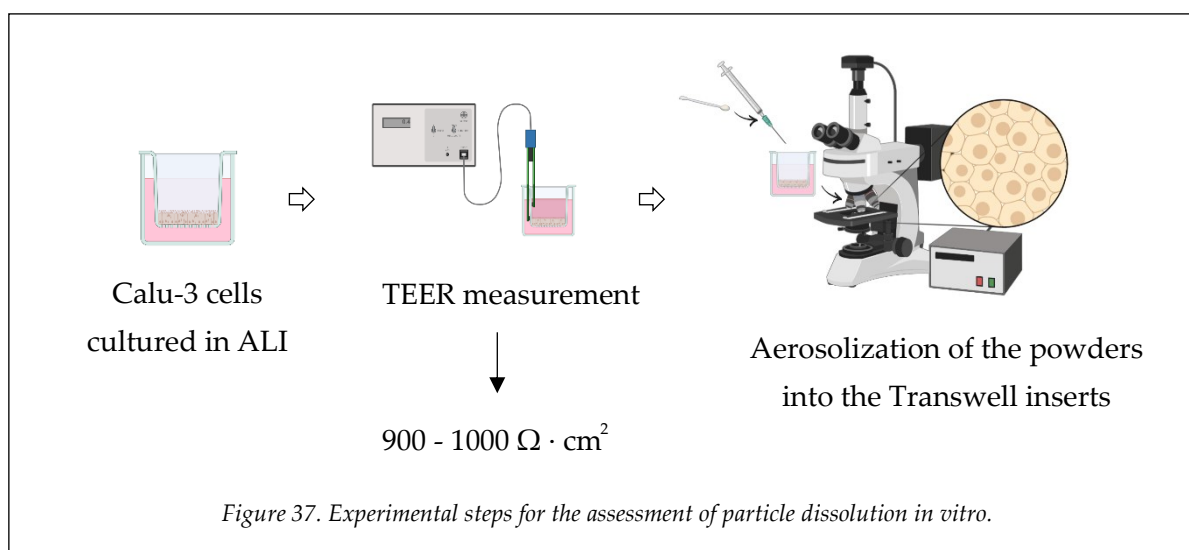 Calu-3 cells
cultured in ALI
TEER measurement
900 - 1000 Ω · cm²
Aerosolization of the powders
into the Transwell inserts
Figure 37. Experimental steps for the assessment of particle dissolution in vitro.